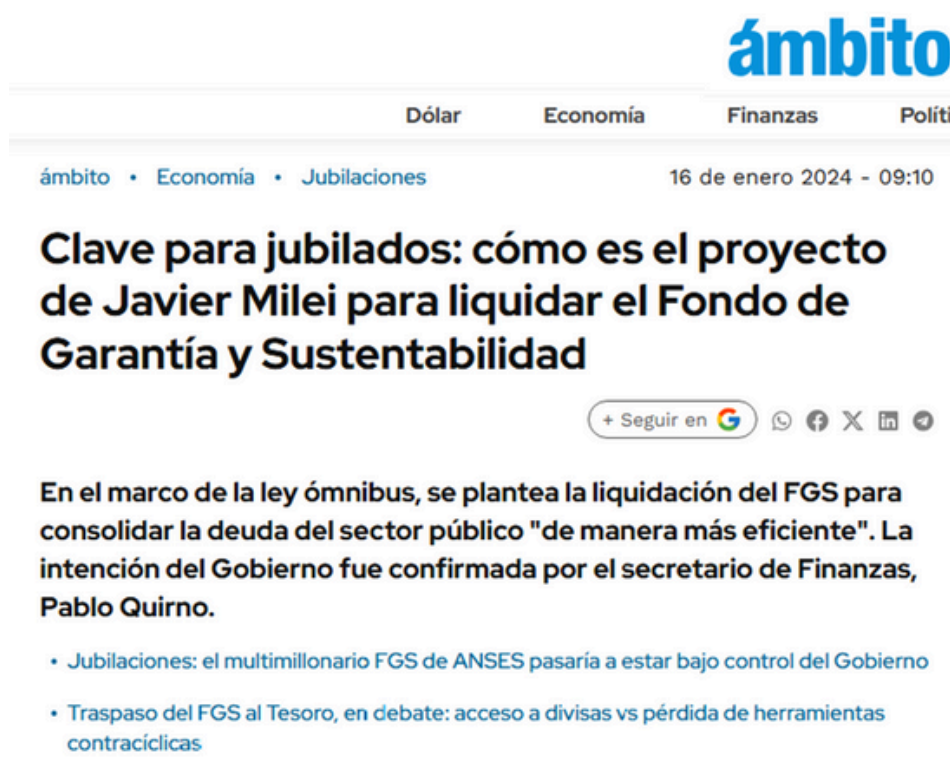 ámbito
Dólar Economía Finanzas
ámbito • Economía • Jubilaciones 16 de enero 2024 - 09:10
Clave para jubilados: cómo es el proyecto
de Javier Milei para liquidar el Fondo de
Garantía y Sustentabilidad
+ Seguir en
En el marco de la ley ómnibus, se plantea la liquidación del FGS para
consolidar la deuda del sector público "de manera más eficiente". La
intención del Gobierno fue confirmada por el secretario de Finanzas,
Pablo Quirno.
• Jubilaciones: el multimillonario FGS de ANSES pasaría a estar bajo control del Gobierno
• Traspaso del FGS al Tesoro, en debate: acceso a divisas vs pérdida de herramientas
contracíclicas